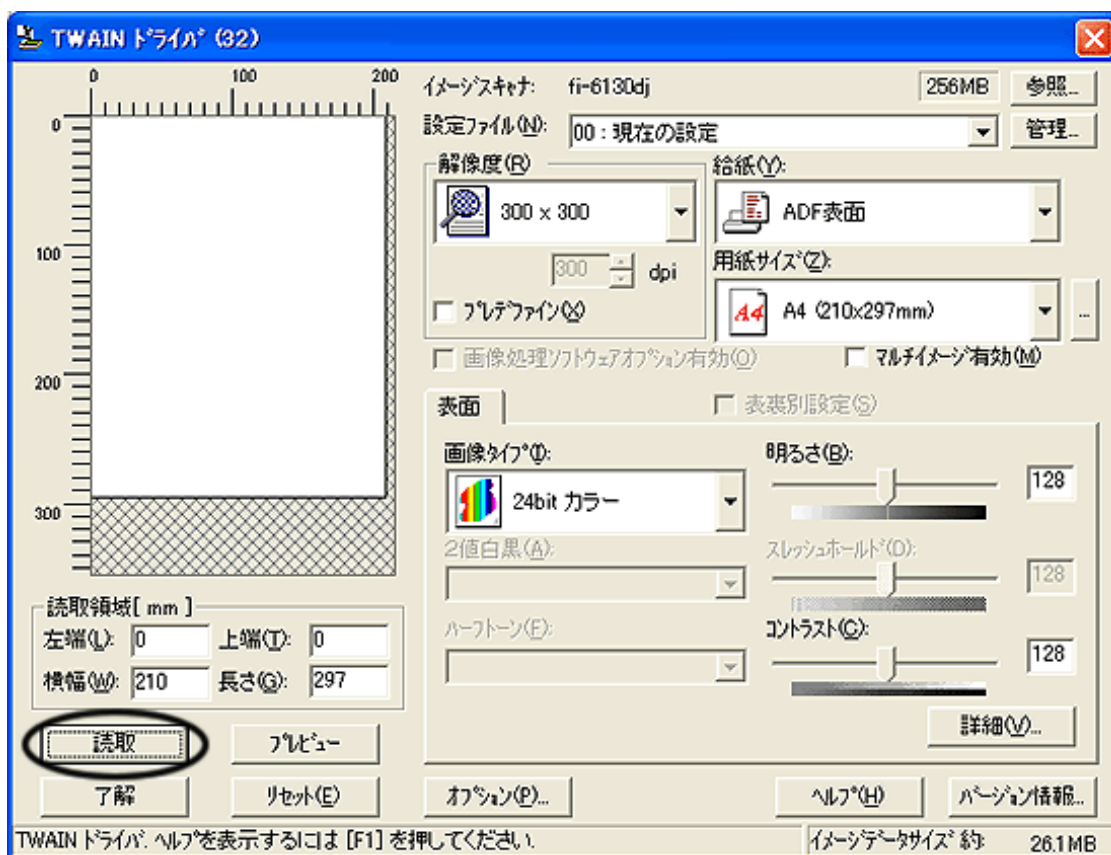 TWAIN ﾄﾞﾗｲﾊﾞ (32)
0 100 200
0
100
200
300
ｲﾒｰｼﾞｽｷｬﾅ: fi-6130dj 256MB 参照...
設定ﾌｧｲﾙ(N): 00 : 現在の設定 管理...
解像度(R)
300 x 300
300 dpi
ﾌﾟﾚﾃﾞﾌｧｲﾝ(X)
給紙(Y):
ADF表面
用紙ｻｲｽﾞ(Z):
A4 A4 (210x297mm) ...
画像処理ｿﾌﾄｳｪｱｵﾌﾟｼｮﾝ有効(O) ﾏﾙﾁｲﾒｰｼﾞ有効(M)
表面 表裏別設定(S)
画像ﾀｲﾌﾟ(I):
24bit カラー
2値白黒(A):
ﾊｰﾌﾄｰﾝ(F):
明るさ(B):
128
ｽﾚｯｼｭﾎｰﾙﾄﾞ(D):
128
ｺﾝﾄﾗｽﾄ(C):
128
詳細(V)...
読取領域[ mm ]
左端(L): 0 上端(T): 0
横幅(W): 210 長さ(G): 297
読取 ﾌﾟﾚﾋﾞｭｰ
了解 ﾘｾｯﾄ(E) ｵﾌﾟｼｮﾝ(P)... ﾍﾙﾌﾟ(H) ﾊﾞｰｼﾞｮﾝ情報...
TWAIN ﾄﾞﾗｲﾊﾞ. ﾍﾙﾌﾟを表示するには [F1] を押してください. ｲﾒｰｼﾞﾃﾞｰﾀｻｲｽﾞ 約: 26.1MB